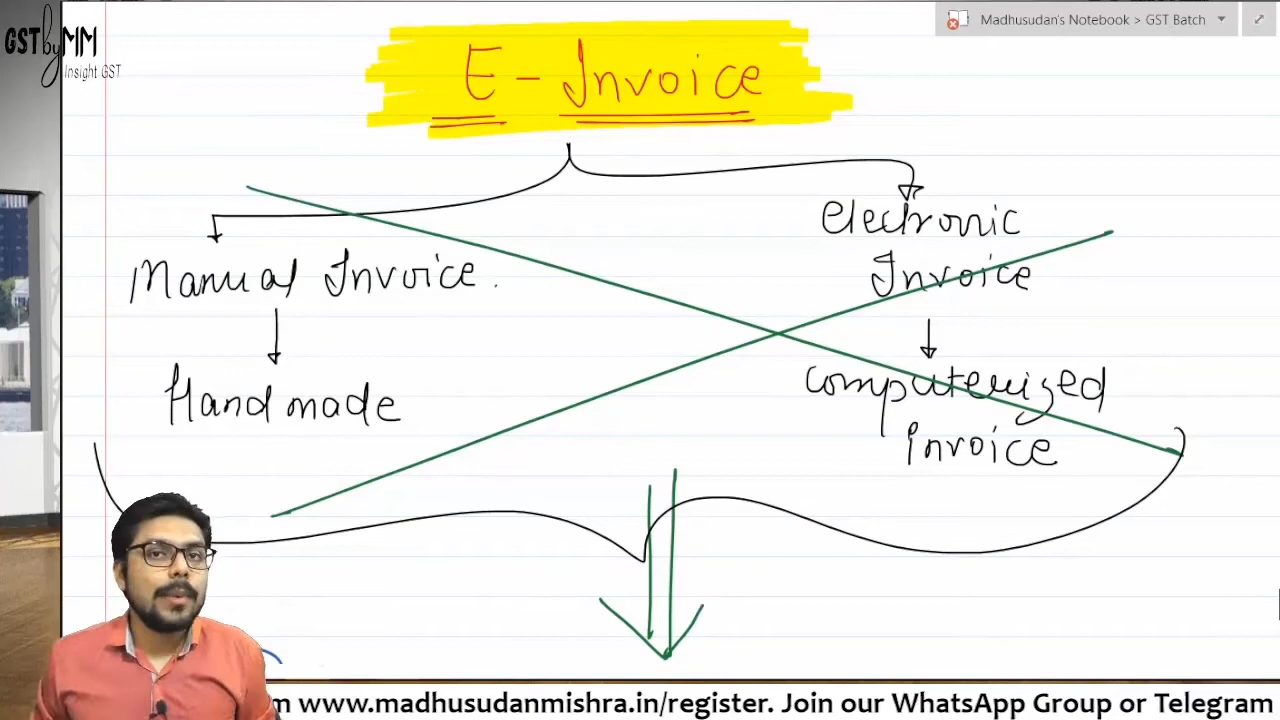 GST by MM
Insight GST
Madhusudan's Notebook > GST Batch
E - Invoice
Manual Invoice.
Electronic
Invoice
Handmade
Computerized
Invoice
m www.madhusudanmishra.in/register. Join our WhatsApp Group or Telegram